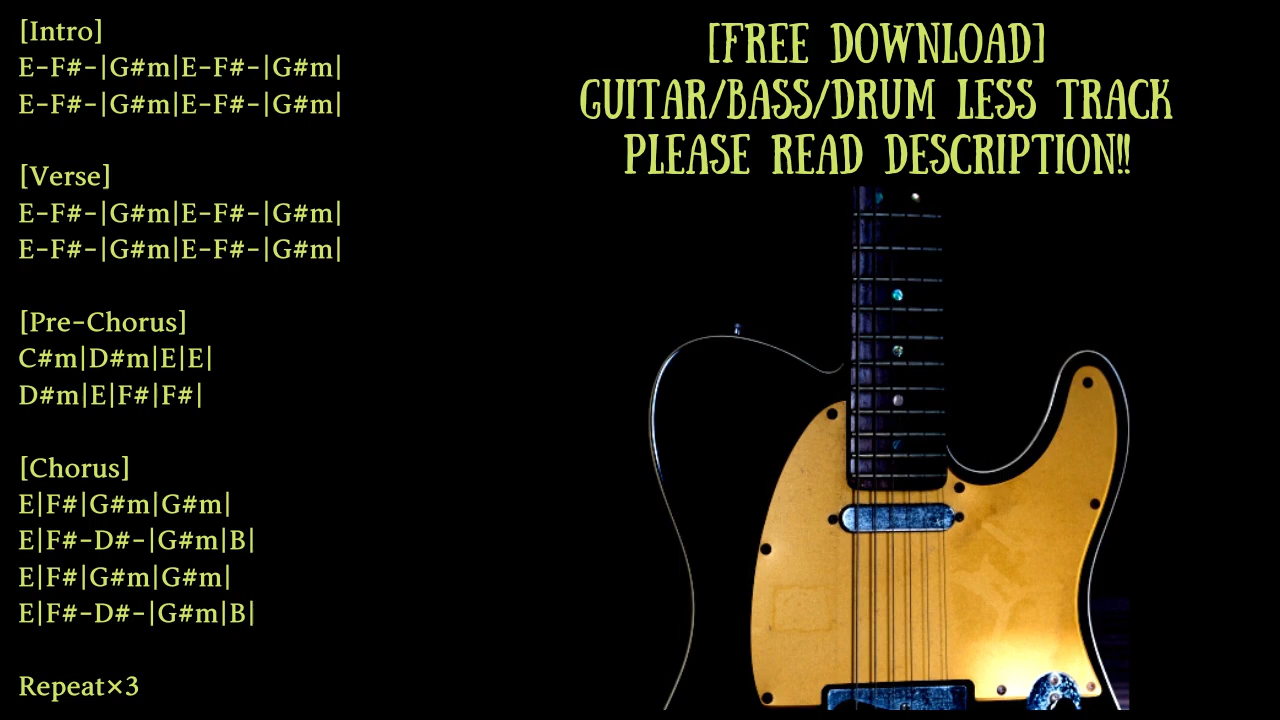 [Intro]
E-F#-|G#m|E-F#-|G#m|
E-F#-|G#m|E-F#-|G#m|
[Verse]
E-F#-|G#m|E-F#-|G#m|
E-F#-|G#m|E-F#-|G#m|
[Pre-Chorus]
C#m|D#m|E|E|
D#m|E|F#|F#|
[Chorus]
E|F#|G#m|G#m|
E|F#-D#-|G#m|B|
E|F#|G#m|G#m|
E|F#-D#-|G#m|B|
Repeat×3
[FREE DOWNLOAD]
GUITAR/BASS/DRUM LESS TRACK
PLEASE READ DESCRIPTION!!